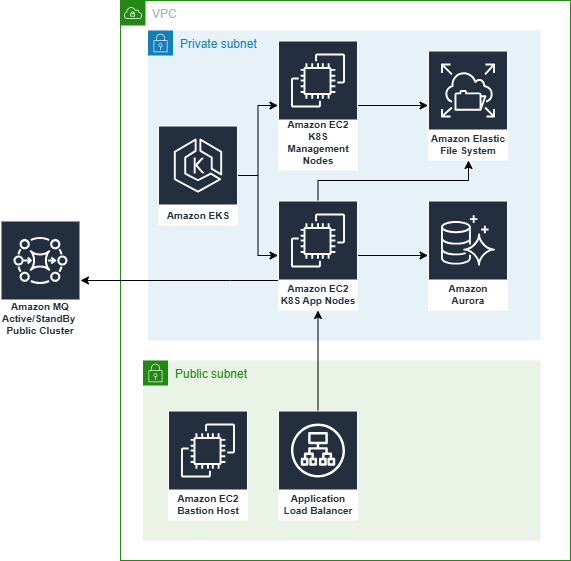 VPC
Private subnet
Amazon EC2
K8S
Management
Nodes
Amazon Elastic
File System
K
Amazon EKS
Amazon EC2
K8S App Nodes
Amazon
Aurora
Amazon MQ
Active/StandBy
Public Cluster
Public subnet
Amazon EC2
Bastion Host
Application
Load Balancer